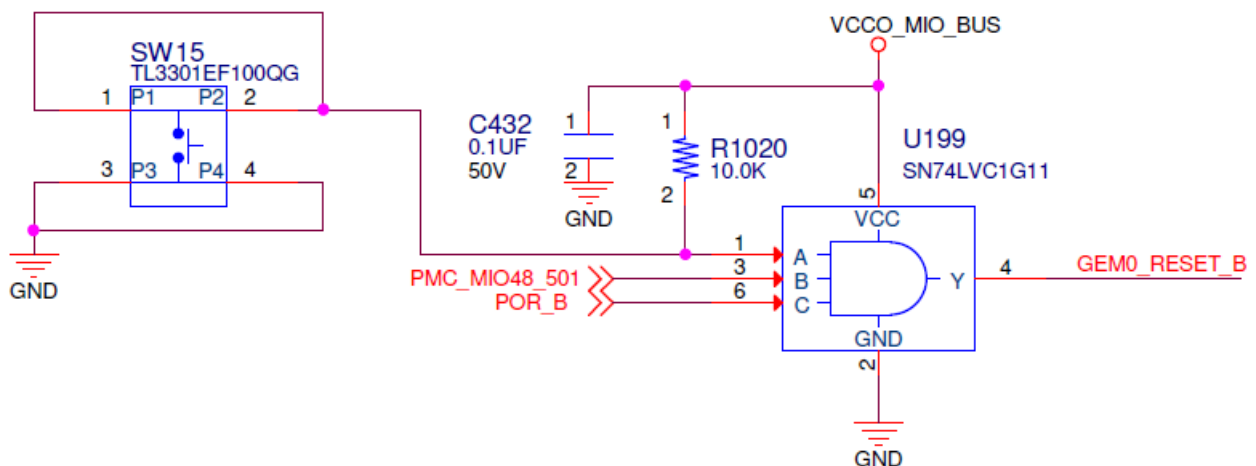 VCCO_MIO_BUS
SW15
TL3301EF100QG
1 P1 P2 2
3 P3 P4 4
GND
C432
0.1UF
50V
1
2
GND
1
R1020
10.0K
2
U199
SN74LVC1G11
5
VCC
1 A
PMC_MIO48_501 3 B
POR_B 6 C
Y 4 GEM0_RESET_B
GND
2
GND